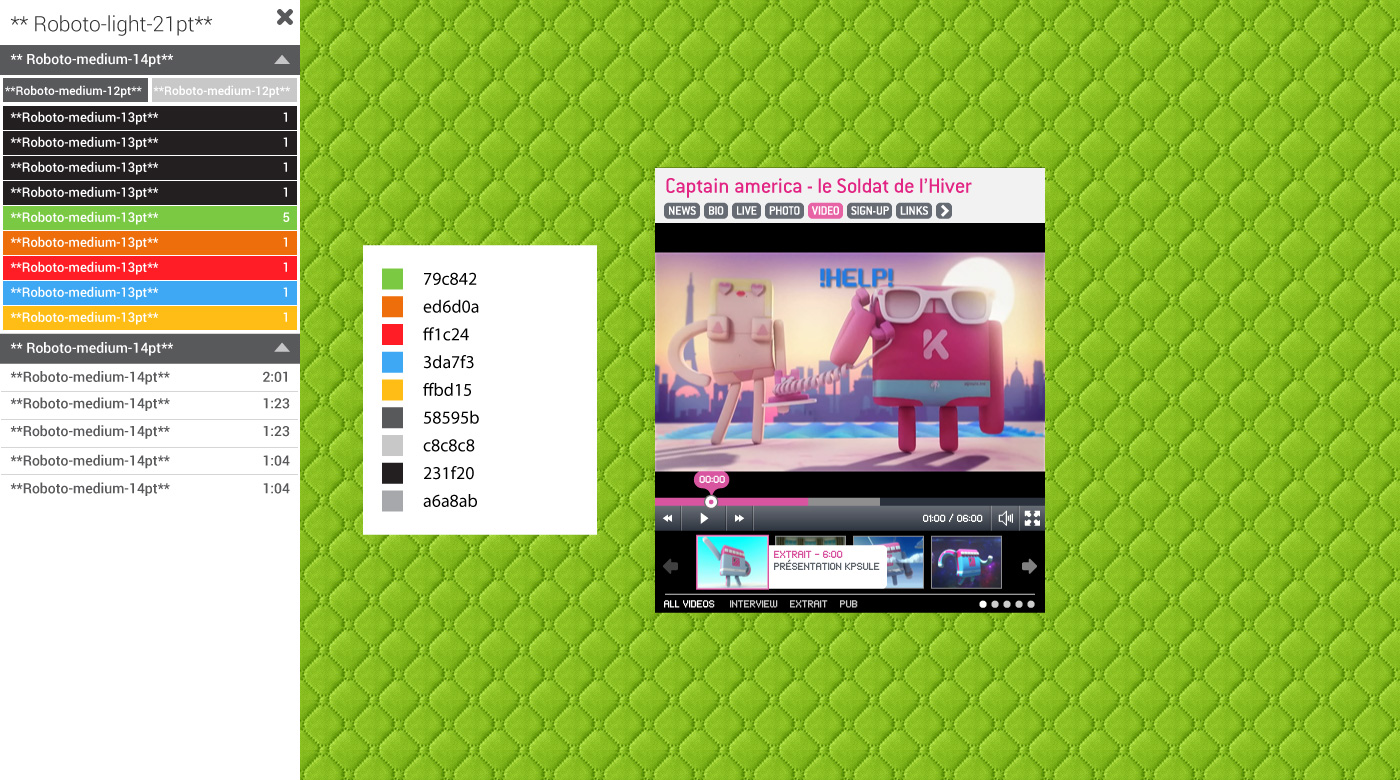 ** Roboto-light-21pt**
** Roboto-medium-14pt**
**Roboto-medium-12pt** **Roboto-medium-12pt**
**Roboto-medium-13pt** 1
**Roboto-medium-13pt** 1
**Roboto-medium-13pt** 1
**Roboto-medium-13pt** 1
**Roboto-medium-13pt** 5
**Roboto-medium-13pt** 1
**Roboto-medium-13pt** 1
**Roboto-medium-13pt** 1
**Roboto-medium-13pt** 1
** Roboto-medium-14pt**
**Roboto-medium-14pt** 2:01
**Roboto-medium-14pt** 1:23
**Roboto-medium-14pt** 1:23
**Roboto-medium-14pt** 1:04
**Roboto-medium-14pt** 1:04
79c842
ed6d0a
ff1c24
3da7f3
ffbd15
58595b
c8c8c8
231f20
a6a8ab
Captain america - le Soldat de l'Hiver
NEWS BIO LIVE PHOTO VIDEO SIGN-UP LINKS
!HELP!
K
00:00
01:00 / 06:00
EXTRAIT - 6:00
PRÉSENTATION KPSULE
ALL VIDEOS INTERVIEW EXTRAIT PUB